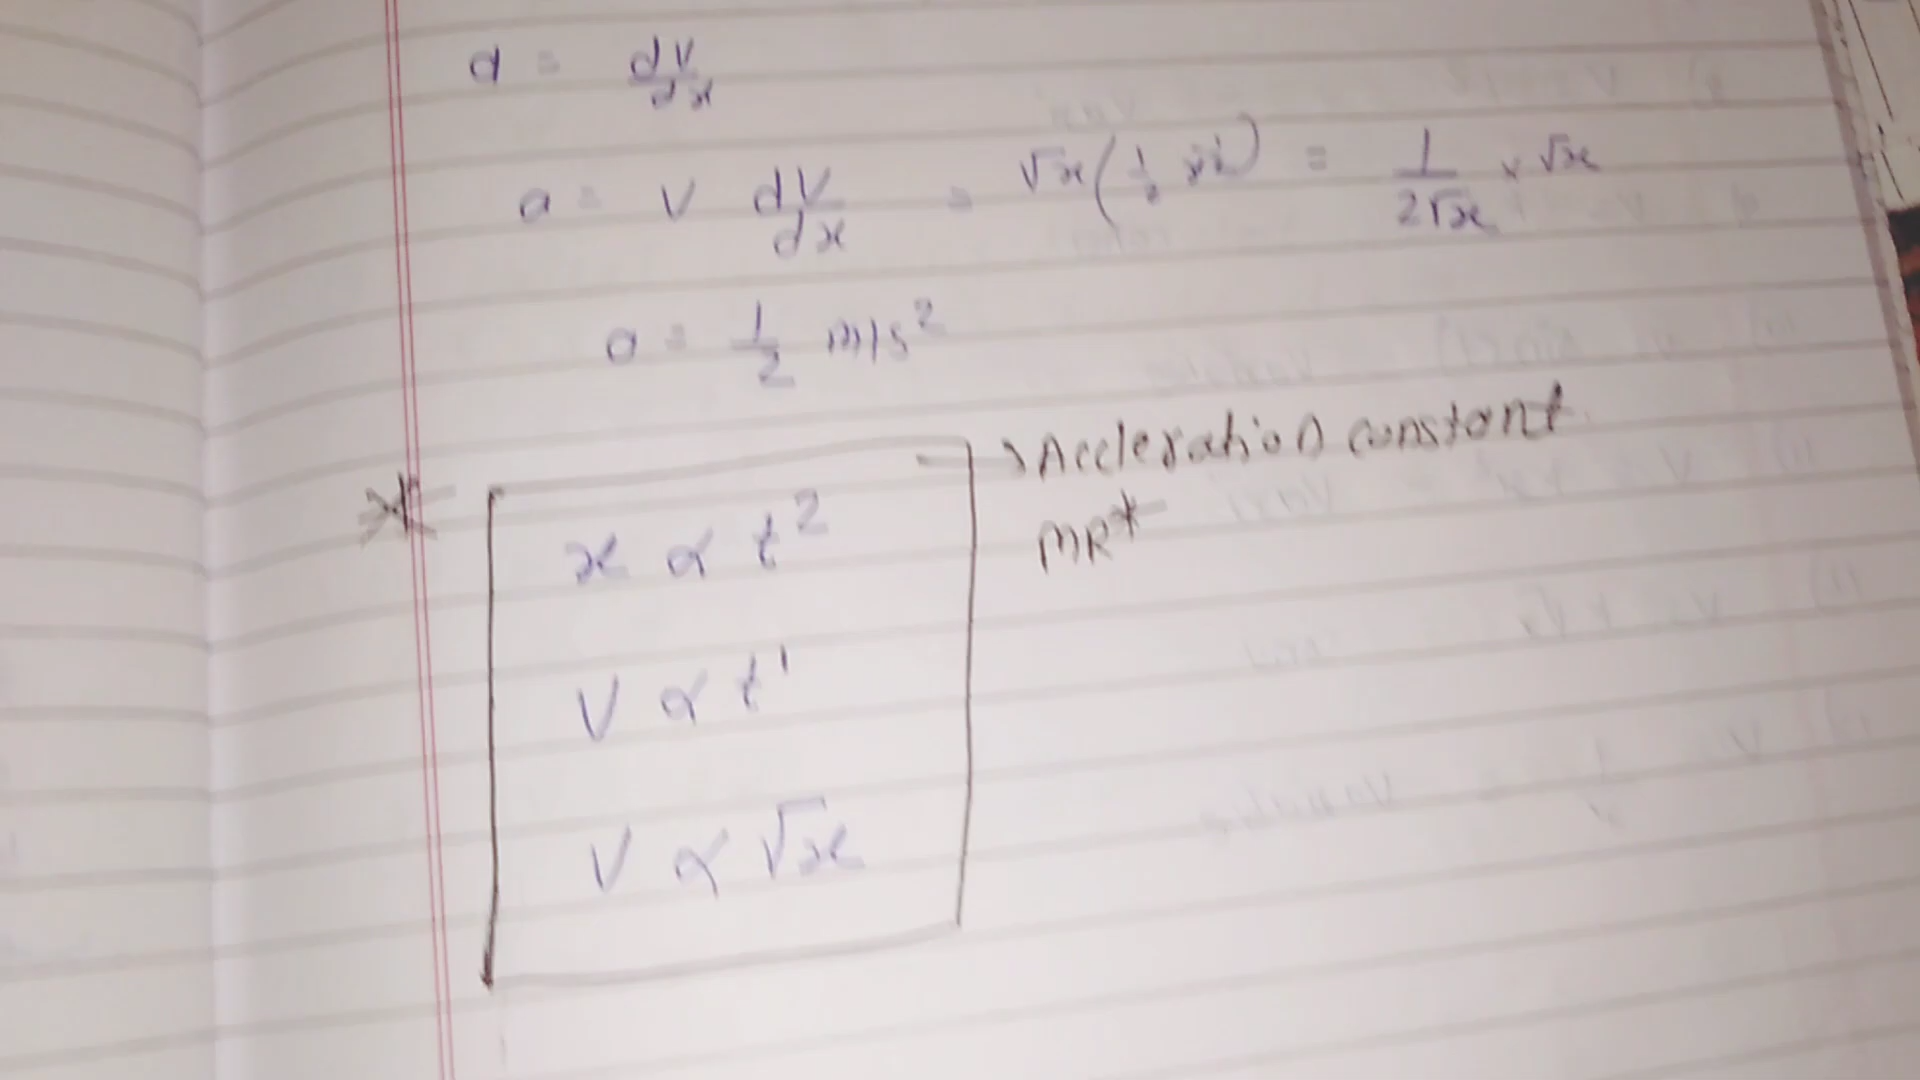 d = dV/dx
a = V dV/dx = √x (1/2 x^-1/2) = 1/2√x × √x
a = 1/2 m/s²
→ Accleration constant
MR*
x ∝ t²
V ∝ t¹
V ∝ √x